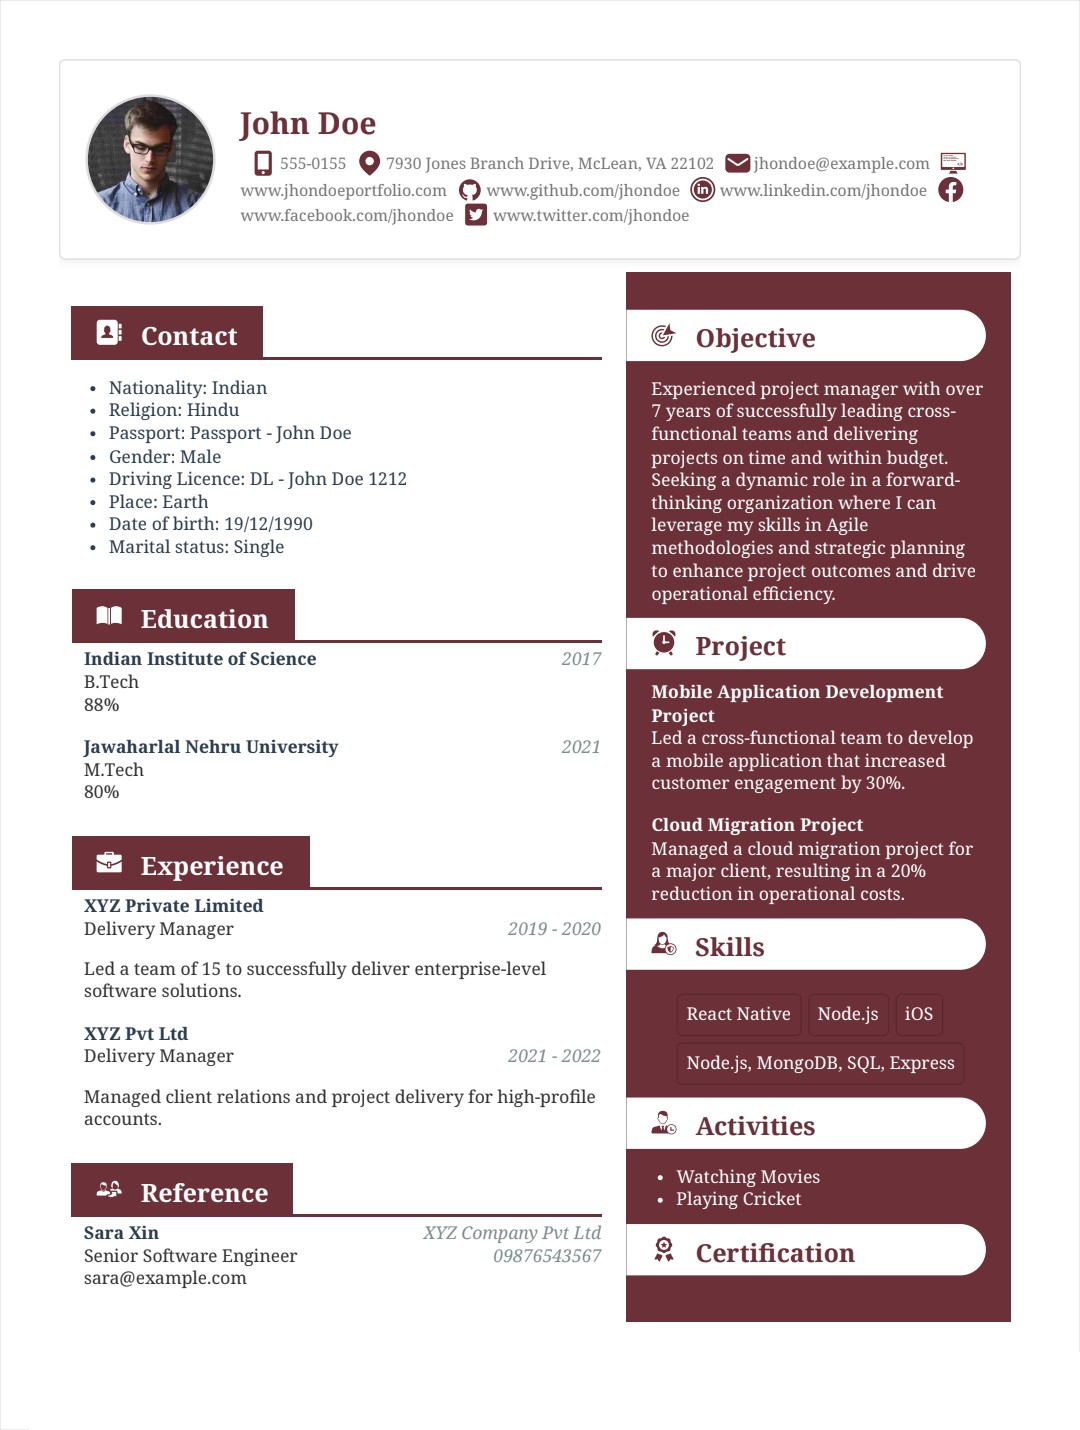 John Doe
555-0155 7930 Jones Branch Drive, McLean, VA 22102 jhondoe@example.com
www.jhondoeportfolio.com www.github.com/jhondoe www.linkedin.com/jhondoe
www.facebook.com/jhondoe www.twitter.com/jhondoe
Contact
• Nationality: Indian
• Religion: Hindu
• Passport: Passport - John Doe
• Gender: Male
• Driving Licence: DL - John Doe 1212
• Place: Earth
• Date of birth: 19/12/1990
• Marital status: Single
Education
Indian Institute of Science 2017
B.Tech
88%
Jawaharlal Nehru University 2021
M.Tech
80%
Experience
XYZ Private Limited
Delivery Manager 2019 - 2020
Led a team of 15 to successfully deliver enterprise-level
software solutions.
XYZ Pvt Ltd
Delivery Manager 2021 - 2022
Managed client relations and project delivery for high-profile
accounts.
Reference
Sara Xin XYZ Company Pvt Ltd
Senior Software Engineer 09876543567
sara@example.com
Objective
Experienced project manager with over
7 years of successfully leading cross-
functional teams and delivering
projects on time and within budget.
Seeking a dynamic role in a forward-
thinking organization where I can
leverage my skills in Agile
methodologies and strategic planning
to enhance project outcomes and drive
operational efficiency.
Project
Mobile Application Development
Project
Led a cross-functional team to develop
a mobile application that increased
customer engagement by 30%.
Cloud Migration Project
Managed a cloud migration project for
a major client, resulting in a 20%
reduction in operational costs.
Skills
React Native Node.js iOS
Node.js, MongoDB, SQL, Express
Activities
• Watching Movies
• Playing Cricket
Certification